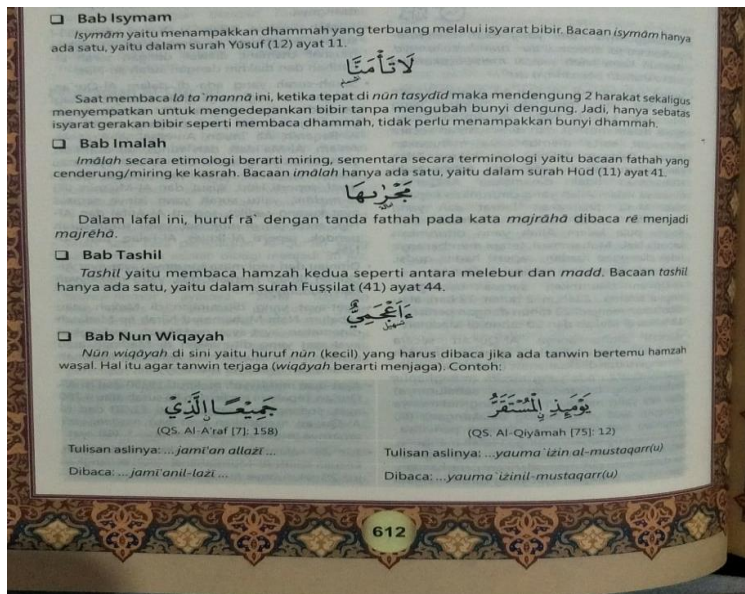 ❑ Bab Isymam
Isymām yaitu menampakkan dhammah yang terbuang melalui isyarat bibir. Bacaan isymām hanya
ada satu, yaitu dalam surah Yūsuf (12) ayat 11.
لَا تَأْمَنَّا
Saat membaca lā ta`mannā ini, ketika tepat di nūn tasydīd maka mendengung 2 harakat sekaligus
menyempatkan untuk mengedepankan bibir tanpa mengubah bunyi dengung. Jadi, hanya sebatas
isyarat gerakan bibir seperti membaca dhammah, tidak perlu menampakkan bunyi dhammah.
❑ Bab Imalah
Imālah secara etimologi berarti miring, sementara secara terminologi yaitu bacaan fathah yang
cenderung/miring ke kasrah. Bacaan imālah hanya ada satu, yaitu dalam surah Hūd (11) ayat 41.
مَجْرٰىهَا
Dalam lafal ini, huruf rā` dengan tanda fathah pada kata majrāhā dibaca rē menjadi
majrēhā.
❑ Bab Tashil
Tashīl yaitu membaca hamzah kedua seperti antara melebur dan madd. Bacaan tashil
hanya ada satu, yaitu dalam surah Fuṣṣilat (41) ayat 44.
ءَاَعْجَمِيٌّ
تسهيل
❑ Bab Nun Wiqayah
Nūn wiqāyah di sini yaitu huruf nūn (kecil) yang harus dibaca jika ada tanwin bertemu hamzah
waṣal. Hal itu agar tanwin terjaga (wiqāyah berarti menjaga). Contoh:
جَمِيْعًا ۨالَّذِيْ
(QS. Al-A'raf [7]: 158)
Tulisan aslinya: ...jamī'an allażī ...
Dibaca: ...jamī'anil-lażī ...
يَوْمَىِٕذِ ۨالْمُسْتَقَرُّ
(QS. Al-Qiyāmah [75]: 12)
Tulisan aslinya: ...yauma`iżin al-mustaqarr(u)
Dibaca: ...yauma`iżinil-mustaqarr(u)
612